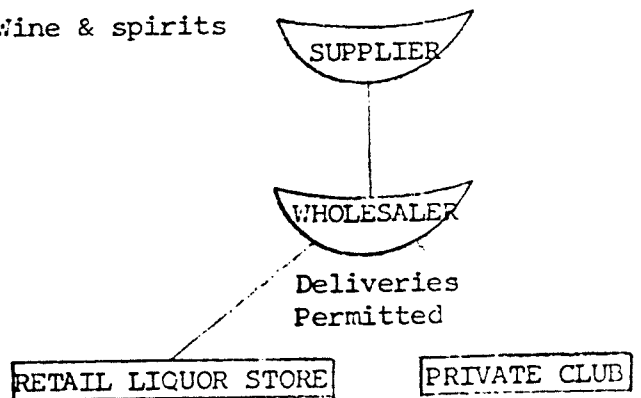 Wine & spirits
SUPPLIER
WHOLESALER
Deliveries
Permitted
RETAIL LIQUOR STORE
PRIVATE CLUB